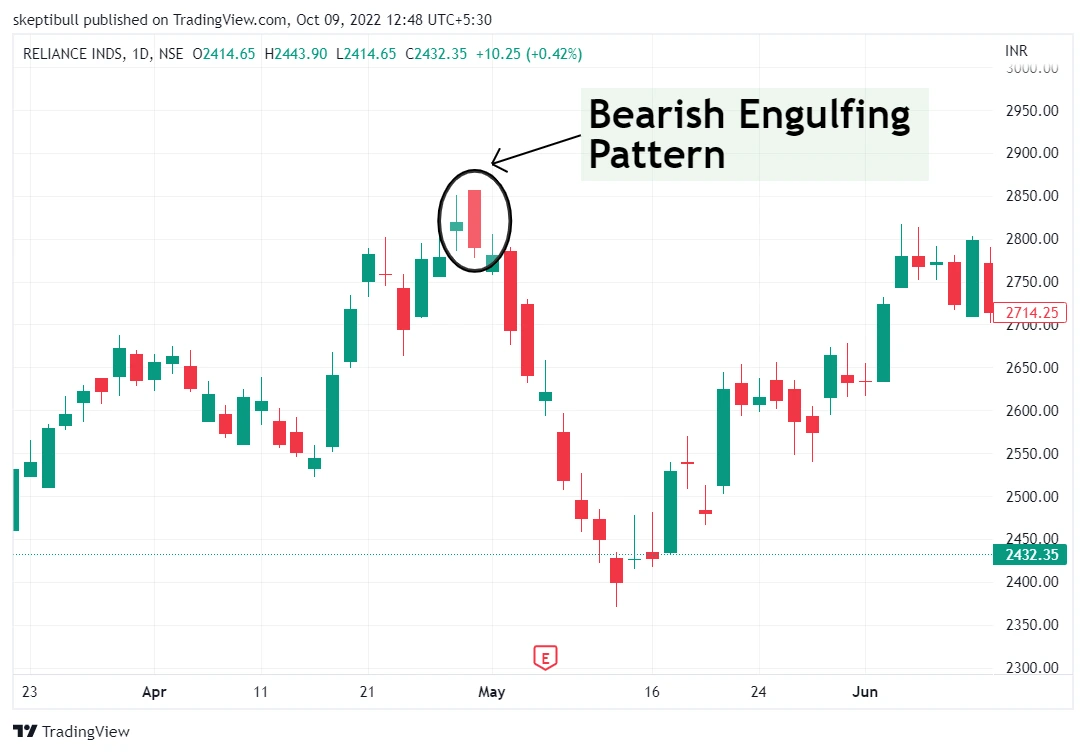 skeptibull published on TradingView.com, Oct 09, 2022 12:48 UTC+5:30
RELIANCE INDS, 1D, NSE O2414.65 H2443.90 L2414.65 C2432.35 +10.25 (+0.42%)
INR
3000.00
Bearish Engulfing
Pattern
2950.00
2900.00
2850.00
2800.00
2750.00
2714.25
2700.00
2650.00
2600.00
2550.00
2500.00
2450.00
2432.35
2400.00
2350.00
E
2300.00
23 Apr 11 21 May 16 24 Jun
TradingView